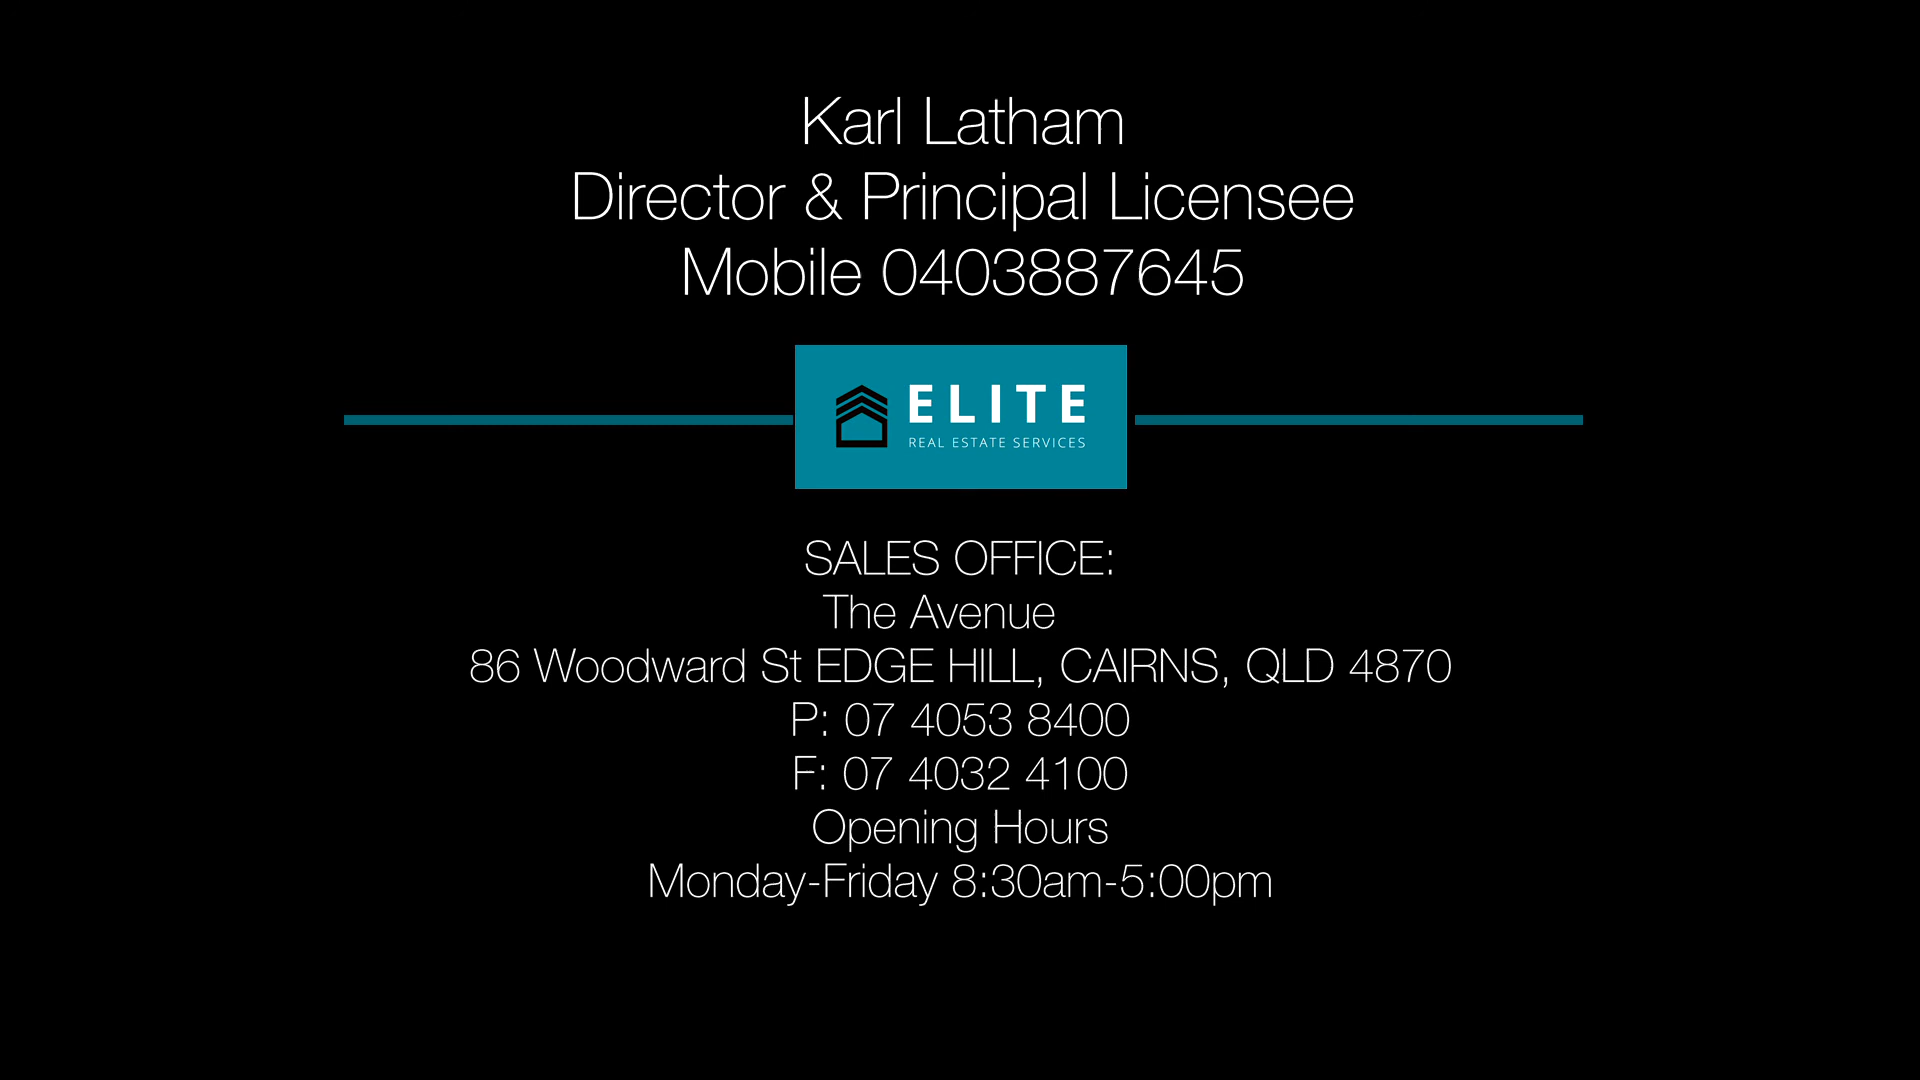 Karl Latham
Director & Principal Licensee
Mobile 0403887645
ELITE
REAL ESTATE SERVICES
SALES OFFICE:
The Avenue
86 Woodward St EDGE HILL, CAIRNS, QLD 4870
P: 07 4053 8400
F: 07 4032 4100
Opening Hours
Monday-Friday 8:30am-5:00pm